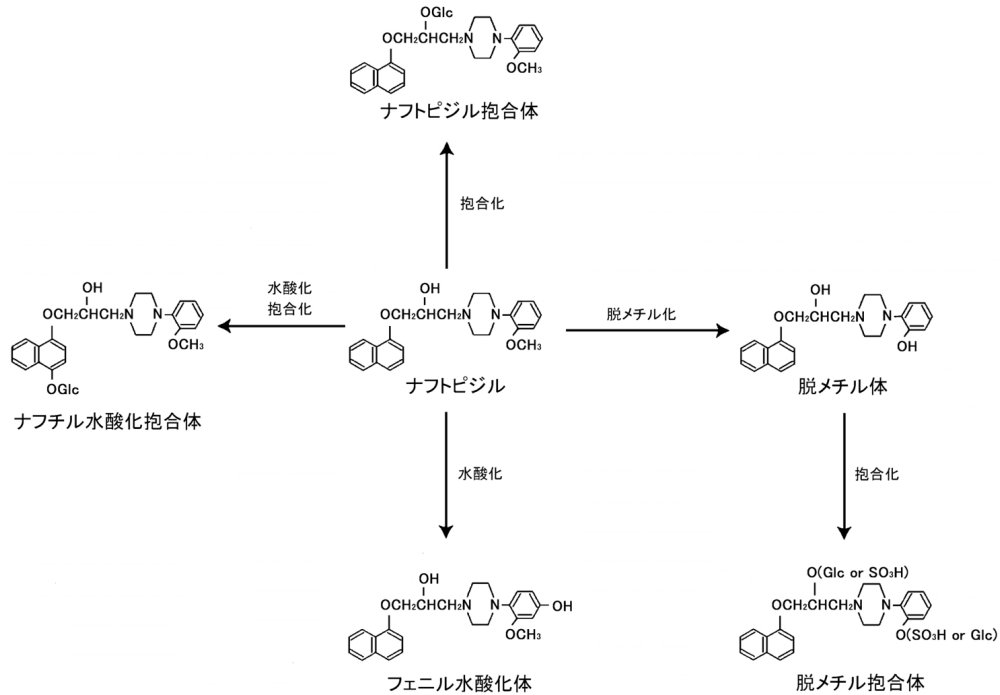 OGlc
OCH₂CHCH₂N N
OCH₃
ナフトピジル抱合体
抱合化
OH
OCH₂CHCH₂N N
OCH₃
OGlc
ナフチル水酸化抱合体
水酸化
抱合化
OH
OCH₂CHCH₂N N
OCH₃
ナフトピジル
脱メチル化
OH
OCH₂CHCH₂N N
OH
脱メチル体
水酸化
抱合化
OH
OCH₂CHCH₂N N OH
OCH₃
フェニル水酸化体
O(Glc or SO₃H)
OCH₂CHCH₂N N
O(SO₃H or Glc)
脱メチル抱合体